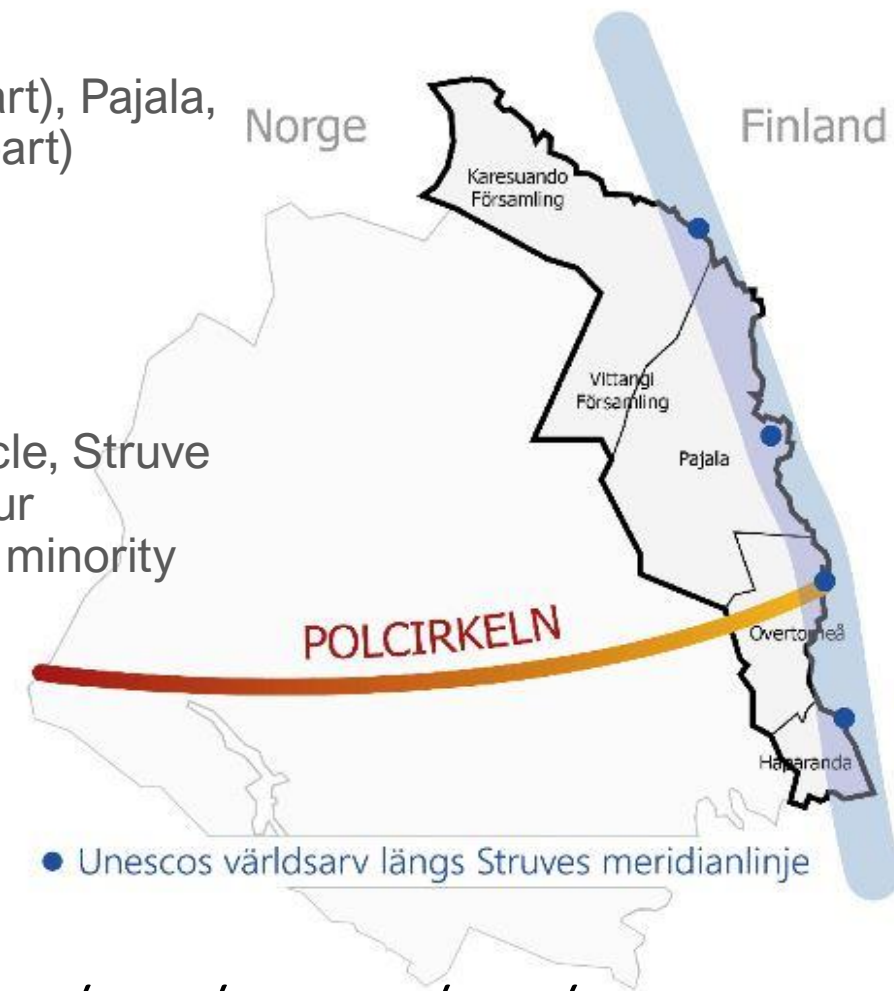 art), Pajala,
art)
Norge
Finland
Karesuando
Församling
Vittangi
Församling
Pajala
cle, Struve
ur
minority
POLCIRKELN
Övertorneå
Haparanda
Unescos världsarv längs Struves meridianlinje